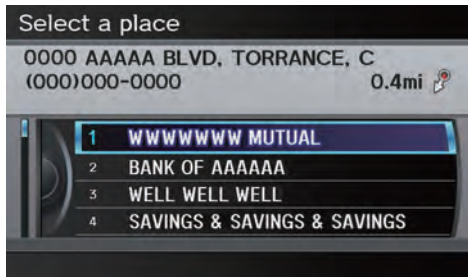 Select a place
0000 AAAAA BLVD, TORRANCE, C
(000)000-0000 0.4mi
1 WWWWWWW MUTUAL
2 BANK OF AAAAAA
3 WELL WELL WELL
4 SAVINGS & SAVINGS & SAVINGS